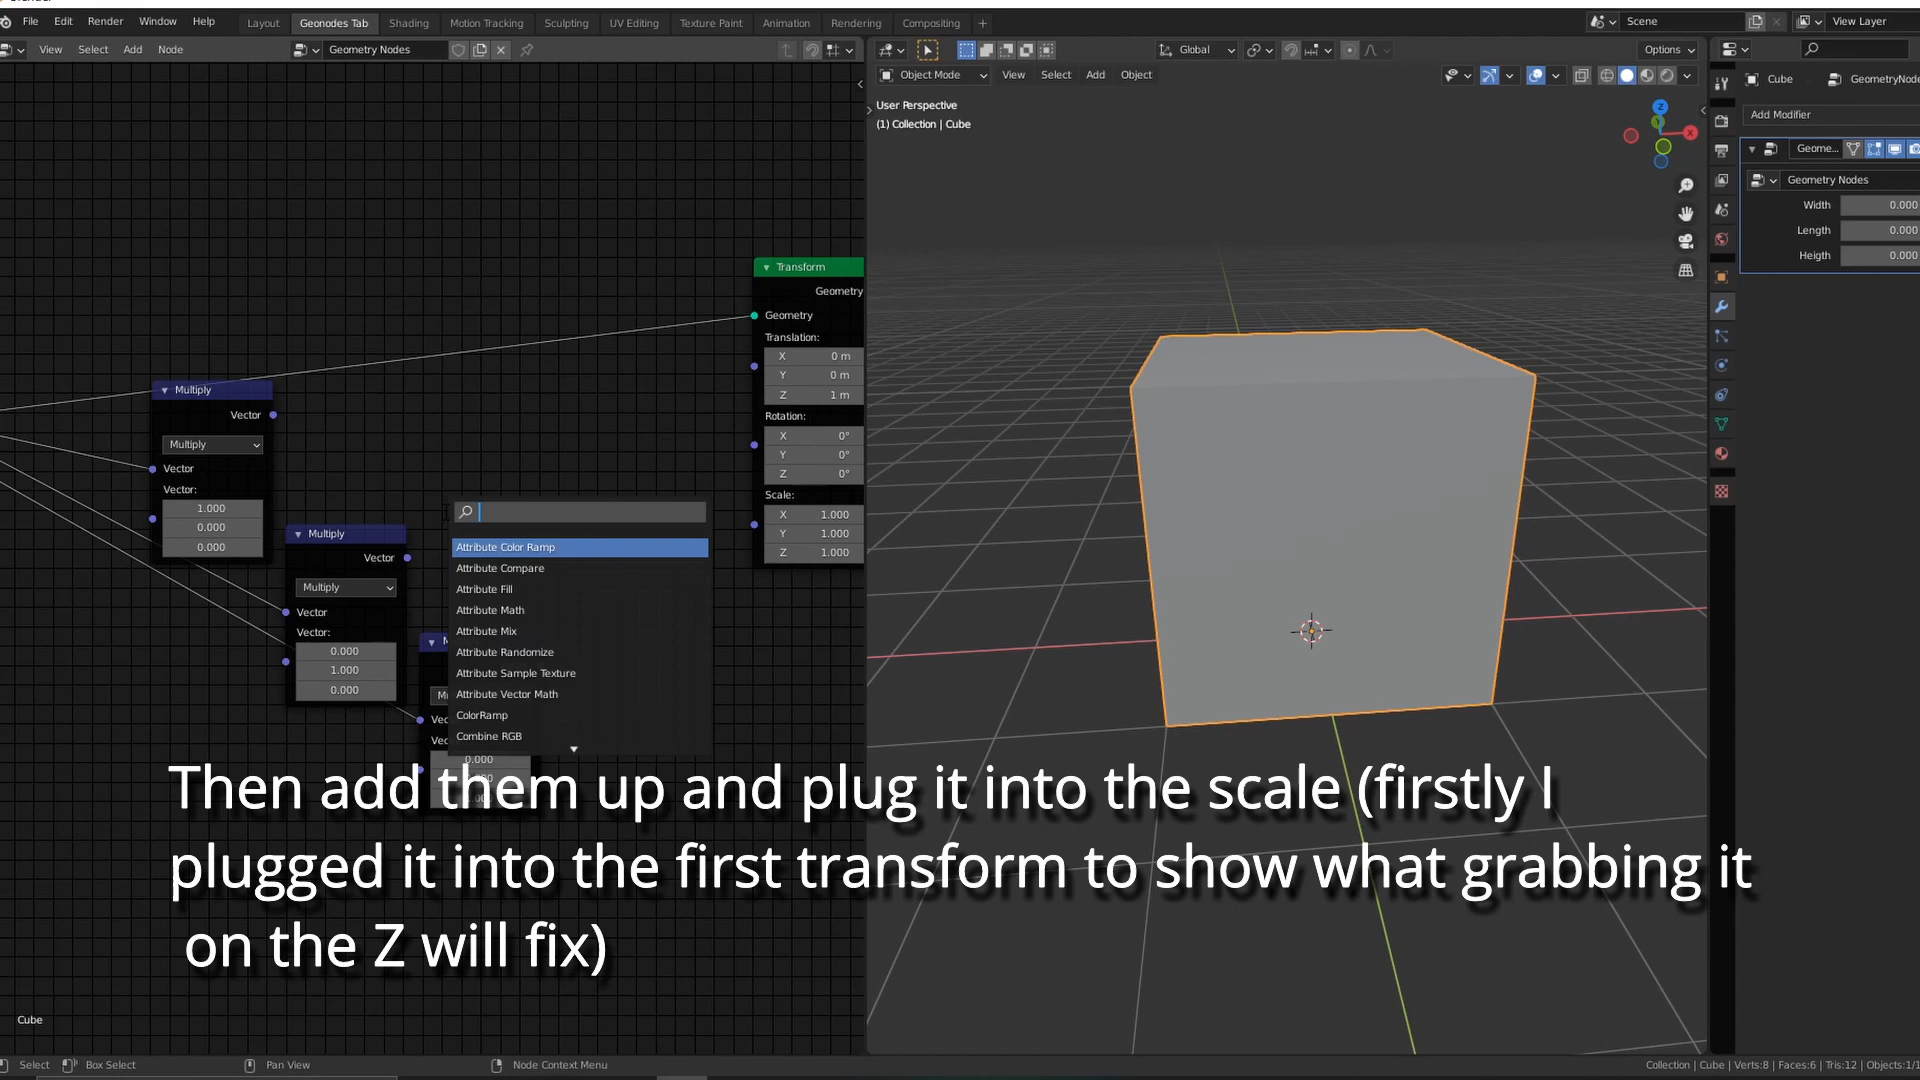 File Edit Render Window Help Layout Geonodes Tab Shading Motion Tracking Sculpting UV Editing Texture Paint Animation Rendering Compositing + Scene View Layer
View Select Add Node Geometry Nodes Global Options
Object Mode View Select Add Object
User Perspective
(1) Collection | Cube
Z
X
Cube
Add Modifier
Geome...
Geometry Nodes
Width 0.000
Length 0.000
Heigth 0.000
Transform
Geometry
Geometry
Translation:
X 0 m
Y 0 m
Z 1 m
Rotation:
X 0°
Y 0°
Z 0°
Scale:
X 1.000
Y 1.000
Z 1.000
Multiply
Vector
Multiply
Vector
Vector:
1.000
0.000
0.000
Multiply
Vector
Multiply
Vector
Vector:
0.000
1.000
0.000
Attribute Color Ramp
Attribute Compare
Attribute Fill
Attribute Math
Attribute Mix
Attribute Randomize
Attribute Sample Texture
Attribute Vector Math
ColorRamp
Combine RGB
0.000
Then add them up and plug it into the scale (firstly I
plugged it into the first transform to show what grabbing it
on the Z will fix)
Cube
Select Box Select Pan View Node Context Menu Collection | Cube | Verts:8 | Faces:6 | Tris:12 | Objects:1/1